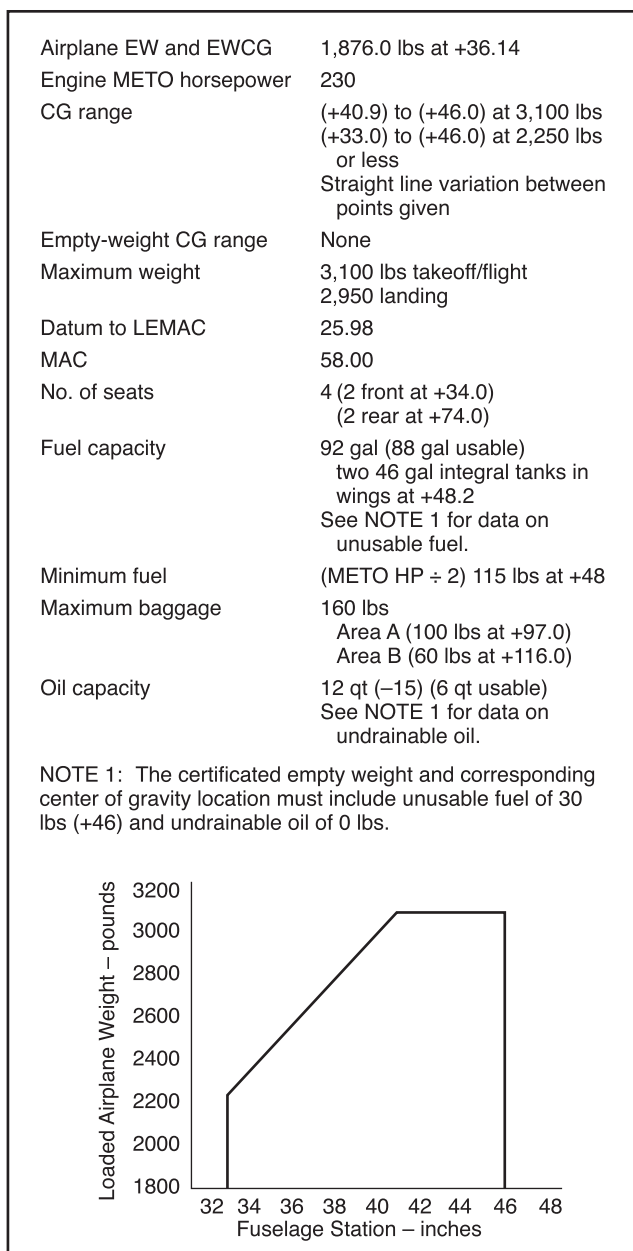 Airplane EW and EWCG 1,876.0 lbs at +36.14
Engine METO horsepower 230
CG range (+40.9) to (+46.0) at 3,100 lbs
(+33.0) to (+46.0) at 2,250 lbs
or less
Straight line variation between
points given
Empty-weight CG range None
Maximum weight 3,100 lbs takeoff/flight
2,950 landing
Datum to LEMAC 25.98
MAC 58.00
No. of seats 4 (2 front at +34.0)
(2 rear at +74.0)
Fuel capacity 92 gal (88 gal usable)
two 46 gal integral tanks in
wings at +48.2
See NOTE 1 for data on
unusable fuel.
Minimum fuel (METO HP ÷ 2) 115 lbs at +48
Maximum baggage 160 lbs
Area A (100 lbs at +97.0)
Area B (60 lbs at +116.0)
Oil capacity 12 qt (–15) (6 qt usable)
See NOTE 1 for data on
undrainable oil.
NOTE 1: The certificated empty weight and corresponding
center of gravity location must include unusable fuel of 30
lbs (+46) and undrainable oil of 0 lbs.
Loaded Airplane Weight – pounds
3200
3000
2800
2600
2400
2200
2000
1800
32 34 36 38 40 42 44 46 48
Fuselage Station – inches